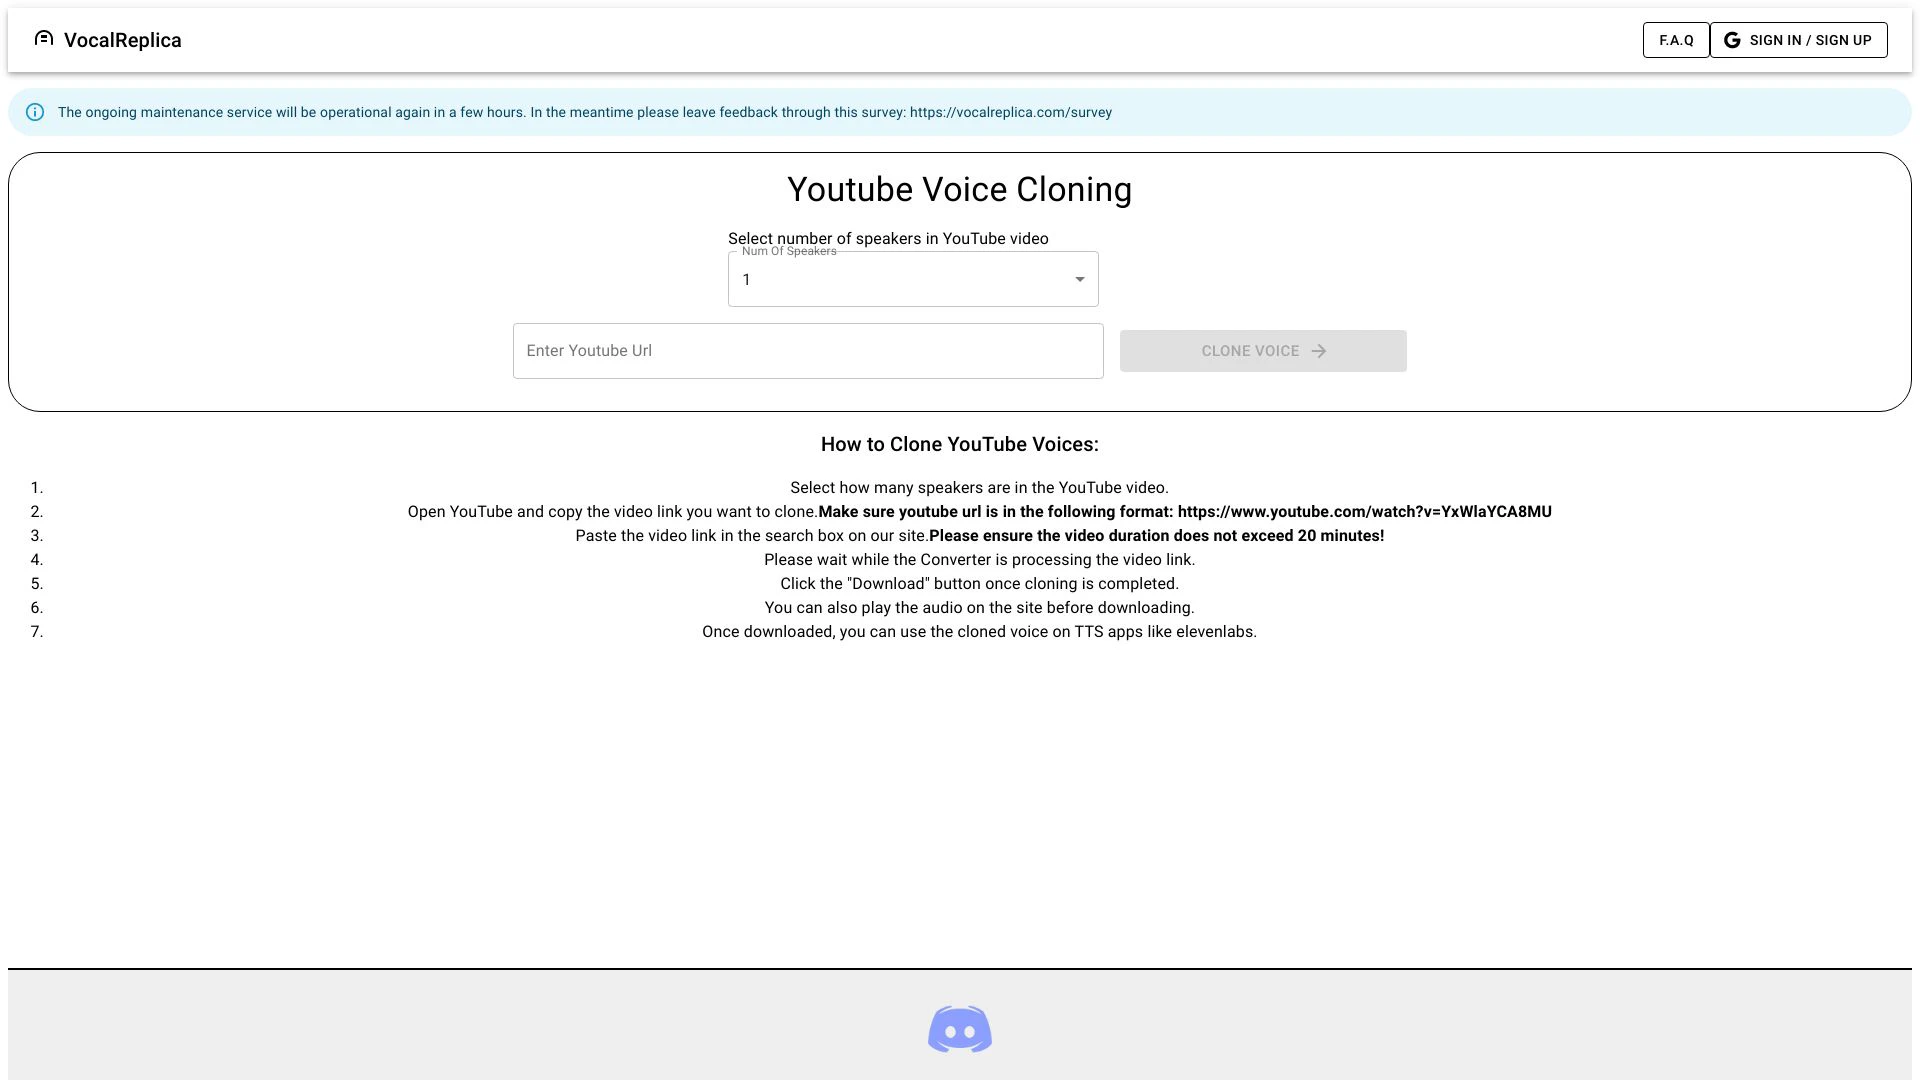 VocalReplica
F.A.Q
SIGN IN / SIGN UP
The ongoing maintenance service will be operational again in a few hours. In the meantime please leave feedback through this survey: https://vocalreplica.com/survey
Youtube Voice Cloning
Select number of speakers in YouTube video
Num Of Speakers
1
Enter Youtube Url
CLONE VOICE
How to Clone YouTube Voices:
1. Select how many speakers are in the YouTube video.
2. Open YouTube and copy the video link you want to clone.Make sure youtube url is in the following format: https://www.youtube.com/watch?v=YxWlaYCA8MU
3. Paste the video link in the search box on our site.Please ensure the video duration does not exceed 20 minutes!
4. Please wait while the Converter is processing the video link.
5. Click the "Download" button once cloning is completed.
6. You can also play the audio on the site before downloading.
7. Once downloaded, you can use the cloned voice on TTS apps like elevenlabs.